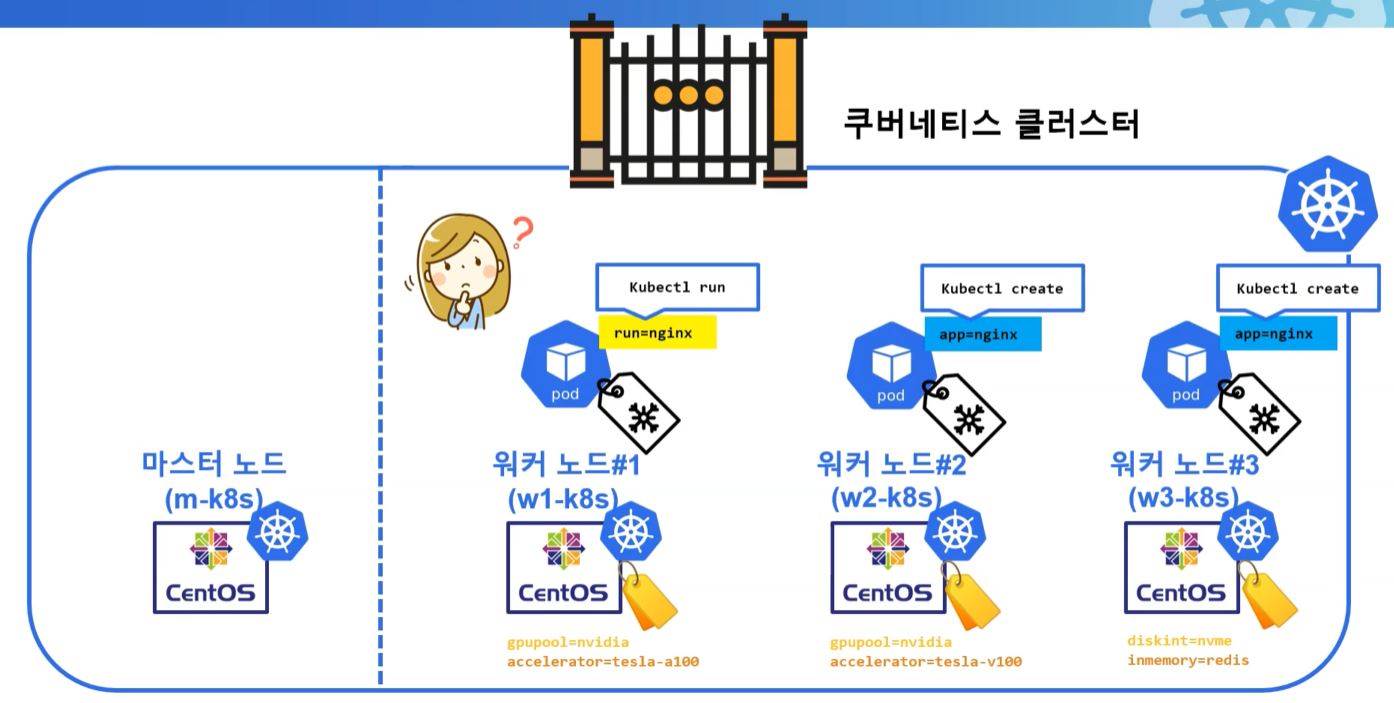 쿠버네티스 클러스터
Kubectl run
run=nginx
pod
Kubectl create
app=nginx
pod
Kubectl create
app=nginx
pod
마스터 노드
(m-k8s)
CentOS
워커 노드#1
(w1-k8s)
CentOS
gpupool=nvidia
accelerator=tesla-a100
워커 노드#2
(w2-k8s)
CentOS
gpupool=nvidia
accelerator=tesla-v100
워커 노드#3
(w3-k8s)
CentOS
diskint=nvme
inmemory=redis